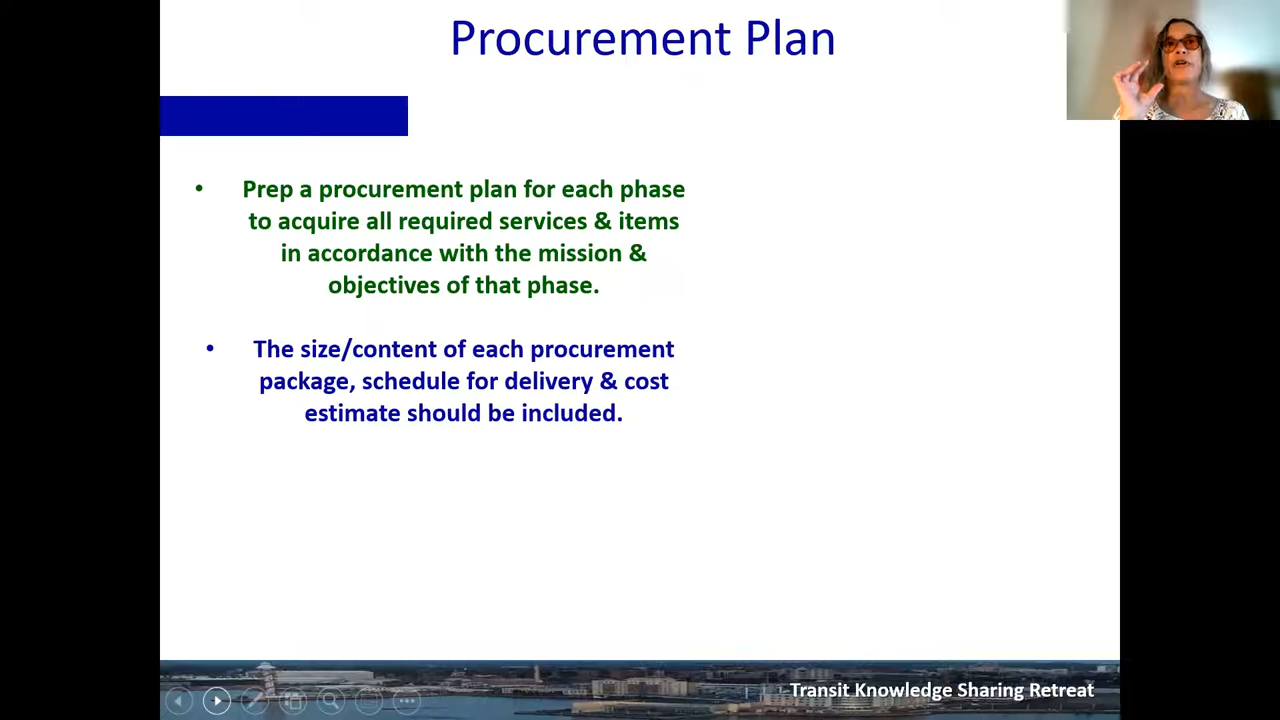 Procurement Plan
• Prep a procurement plan for each phase
to acquire all required services & items
in accordance with the mission &
objectives of that phase.
• The size/content of each procurement
package, schedule for delivery & cost
estimate should be included.
Transit Knowledge Sharing Retreat